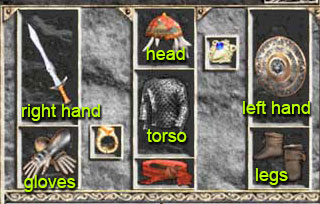 head
right hand
left hand
torso
gloves
legs